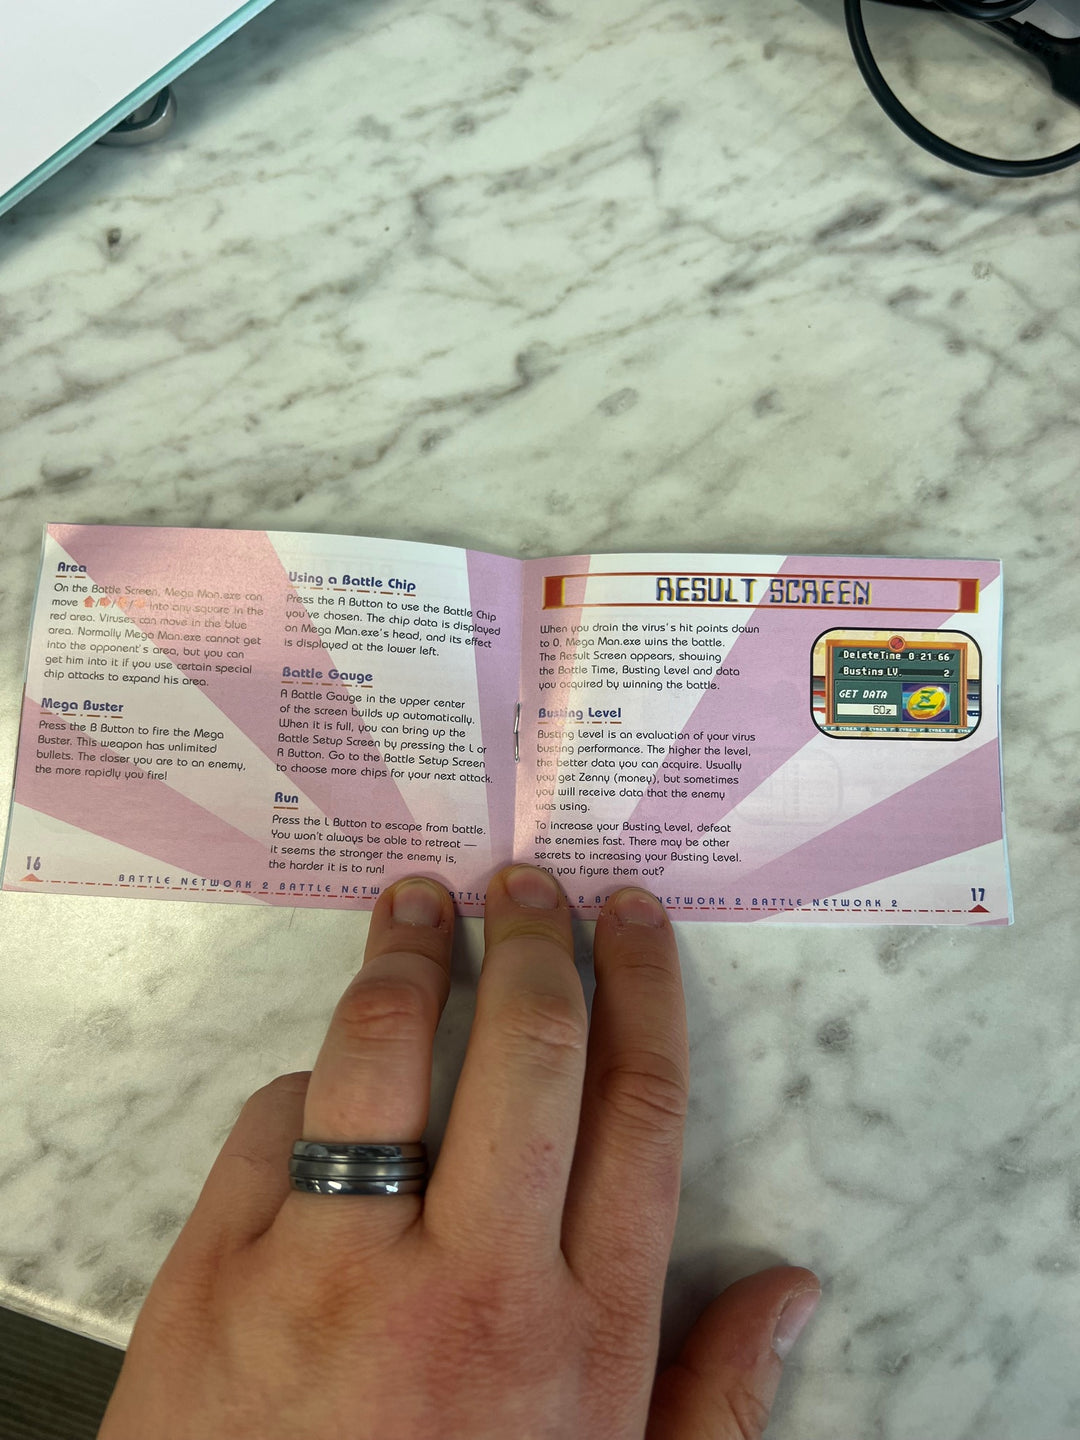 Area
On the Battle Screen, Mega Man.exe can
move into any square in the
red area. Viruses can move in the blue
area. Normally Mega Man.exe cannot get
into the opponent's area, but you can
get him into it if you use certain special
chip attacks to expand his area.
Mega Buster
Press the B Button to fire the Mega
Buster. This weapon has unlimited
bullets. The closer you are to an enemy,
the more rapidly you fire!
16
Using a Battle Chip
Press the A Button to use the Battle Chip
you've chosen. The chip data is displayed
on Mega Man.exe's head, and its effect
is displayed at the lower left.
Battle Gauge
A Battle Gauge in the upper center
of the screen builds up automatically.
When it is full, you can bring up the
Battle Setup Screen by pressing the L or
R Button. Go to the Battle Setup Screen
to choose more chips for your next attack.
Run
Press the L Button to escape from battle.
You won't always be able to retreat —
it seems the stronger the enemy is,
the harder it is to run!
BATTLE NETWORK 2 BATTLE NETW
RESULT SCREEN
When you drain the virus's hit points down
to 0, Mega Man.exe wins the battle.
The Result Screen appears, showing
the Battle Time, Busting Level and data
you acquired by winning the battle.
Busting Level
Busting Level is an evaluation of your virus
busting performance. The higher the level,
the better data you can acquire. Usually
you get Zenny (money), but sometimes
you will receive data that the enemy
was using.
To increase your Busting Level, defeat
the enemies fast. There may be other
secrets to increasing your Busting Level.
Can you figure them out?
DeleteTime 0 21 66
Busting LV. 2
GET DATA
60z
2 BA
ETWORK 2 BATTLE NETWORK 2
17